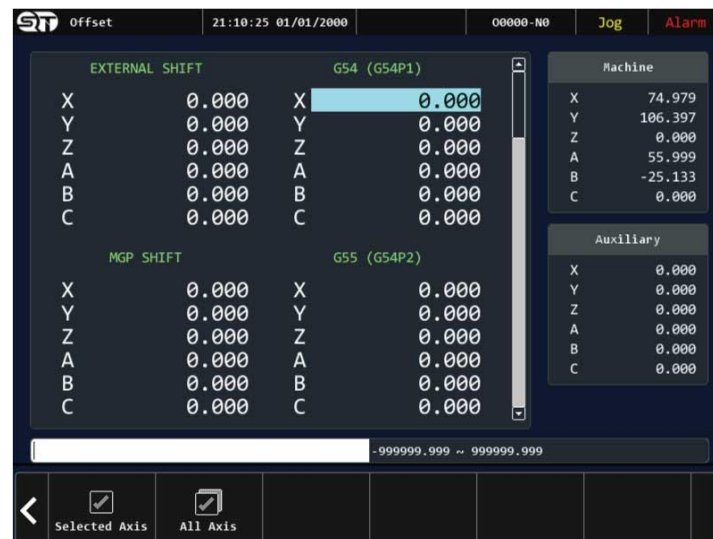 ST Offset 21:10:25 01/01/2000 O0000-N0 Jog Alarm
EXTERNAL SHIFT
X 0.000
Y 0.000
Z 0.000
A 0.000
B 0.000
C 0.000
G54 (G54P1)
X 0.000
Y 0.000
Z 0.000
A 0.000
B 0.000
C 0.000
MGP SHIFT
X 0.000
Y 0.000
Z 0.000
A 0.000
B 0.000
C 0.000
G55 (G54P2)
X 0.000
Y 0.000
Z 0.000
A 0.000
B 0.000
C 0.000
Machine
X 74.979
Y 106.397
Z 0.000
A 55.999
B -25.133
C 0.000
Auxiliary
X 0.000
Y 0.000
Z 0.000
A 0.000
B 0.000
C 0.000
-999999.999 ~ 999999.999
Selected Axis All Axis